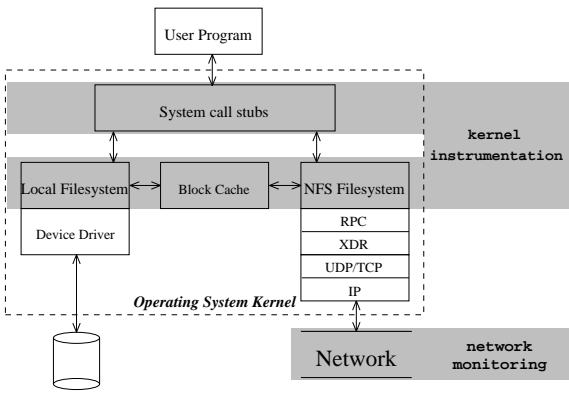 User Program
System call stubs
kernel
instrumentation
Local Filesystem
Block Cache
NFS Filesystem
Device Driver
RPC
XDR
UDP/TCP
IP
Operating System Kernel
Network
network
monitoring